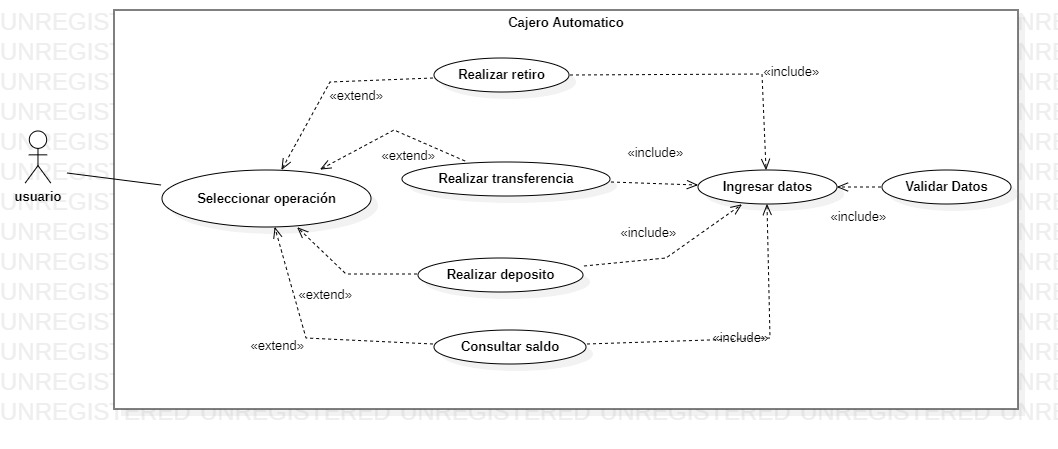 Cajero Automatico
Realizar retiro
«include»
«extend»
«extend»
«include»
Realizar transferencia
Ingresar datos
Validar Datos
usuario
Seleccionar operación
«include»
«include»
Realizar deposito
«extend»
«extend»
Consultar saldo
«include»
UNREGISTERED UNREGISTERED UNREGISTERED UNREGISTERED UNREGISTERED